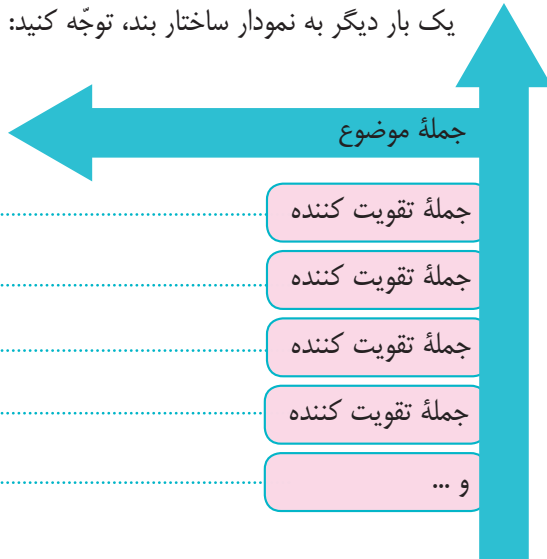 یک بار دیگر به نمودار ساختار بند، توجّه کنید:
جملهٔ موضوع
جملهٔ تقویت کننده
جملهٔ تقویت کننده
جملهٔ تقویت کننده
جملهٔ تقویت کننده
و ...